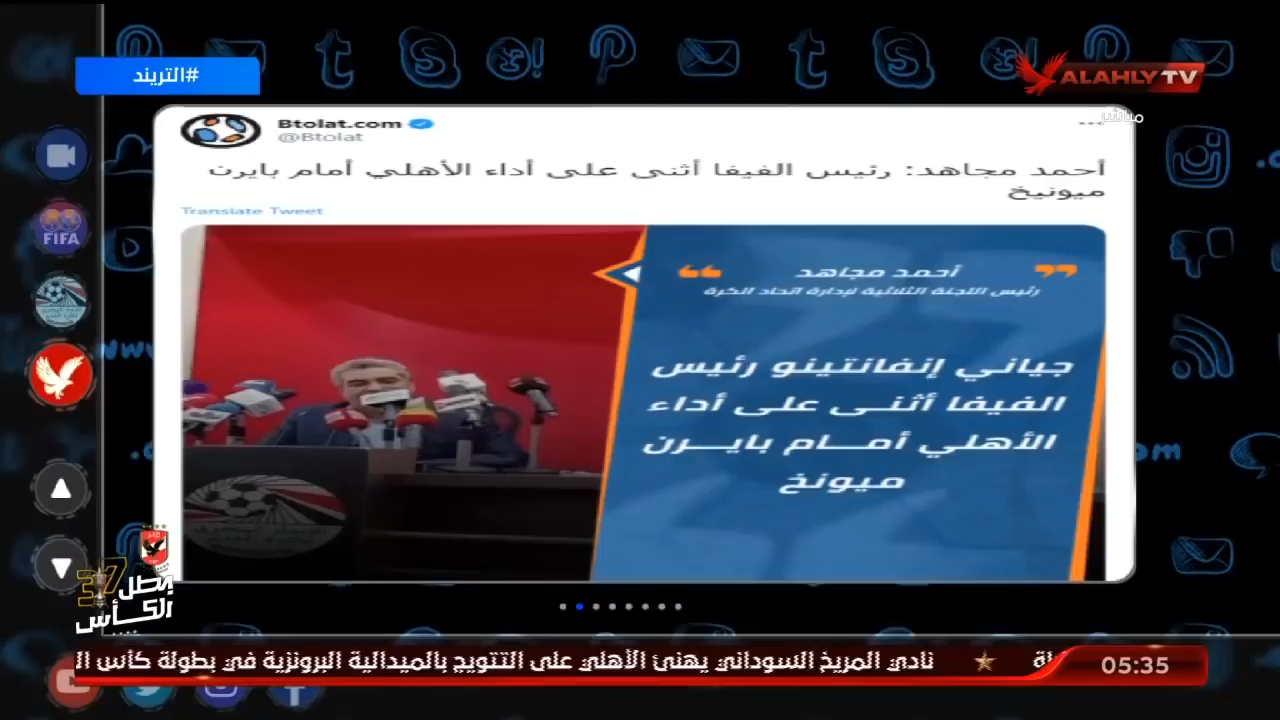 #التريند
ALAHLY TV
مباشر
Btolat.com
@Btolat
أحمد مجاهد: رئيس الفيفا أثنى على أداء الأهلي أمام بايرن
ميونيخ
Translate Tweet
أحمد مجاهد
رئيس اللجنة الثلاثية لإدارة اتحاد الكرة
جياني إنفانتينو رئيس
الفيفا أثنى على أداء
الأهلي أمام بايرن
ميونخ
FIFA
بطل
الكأس
37
نادي المريخ السوداني يهنئ الأهلي على التتويج بالميدالية البرونزية في بطولة كأس ال
05:35